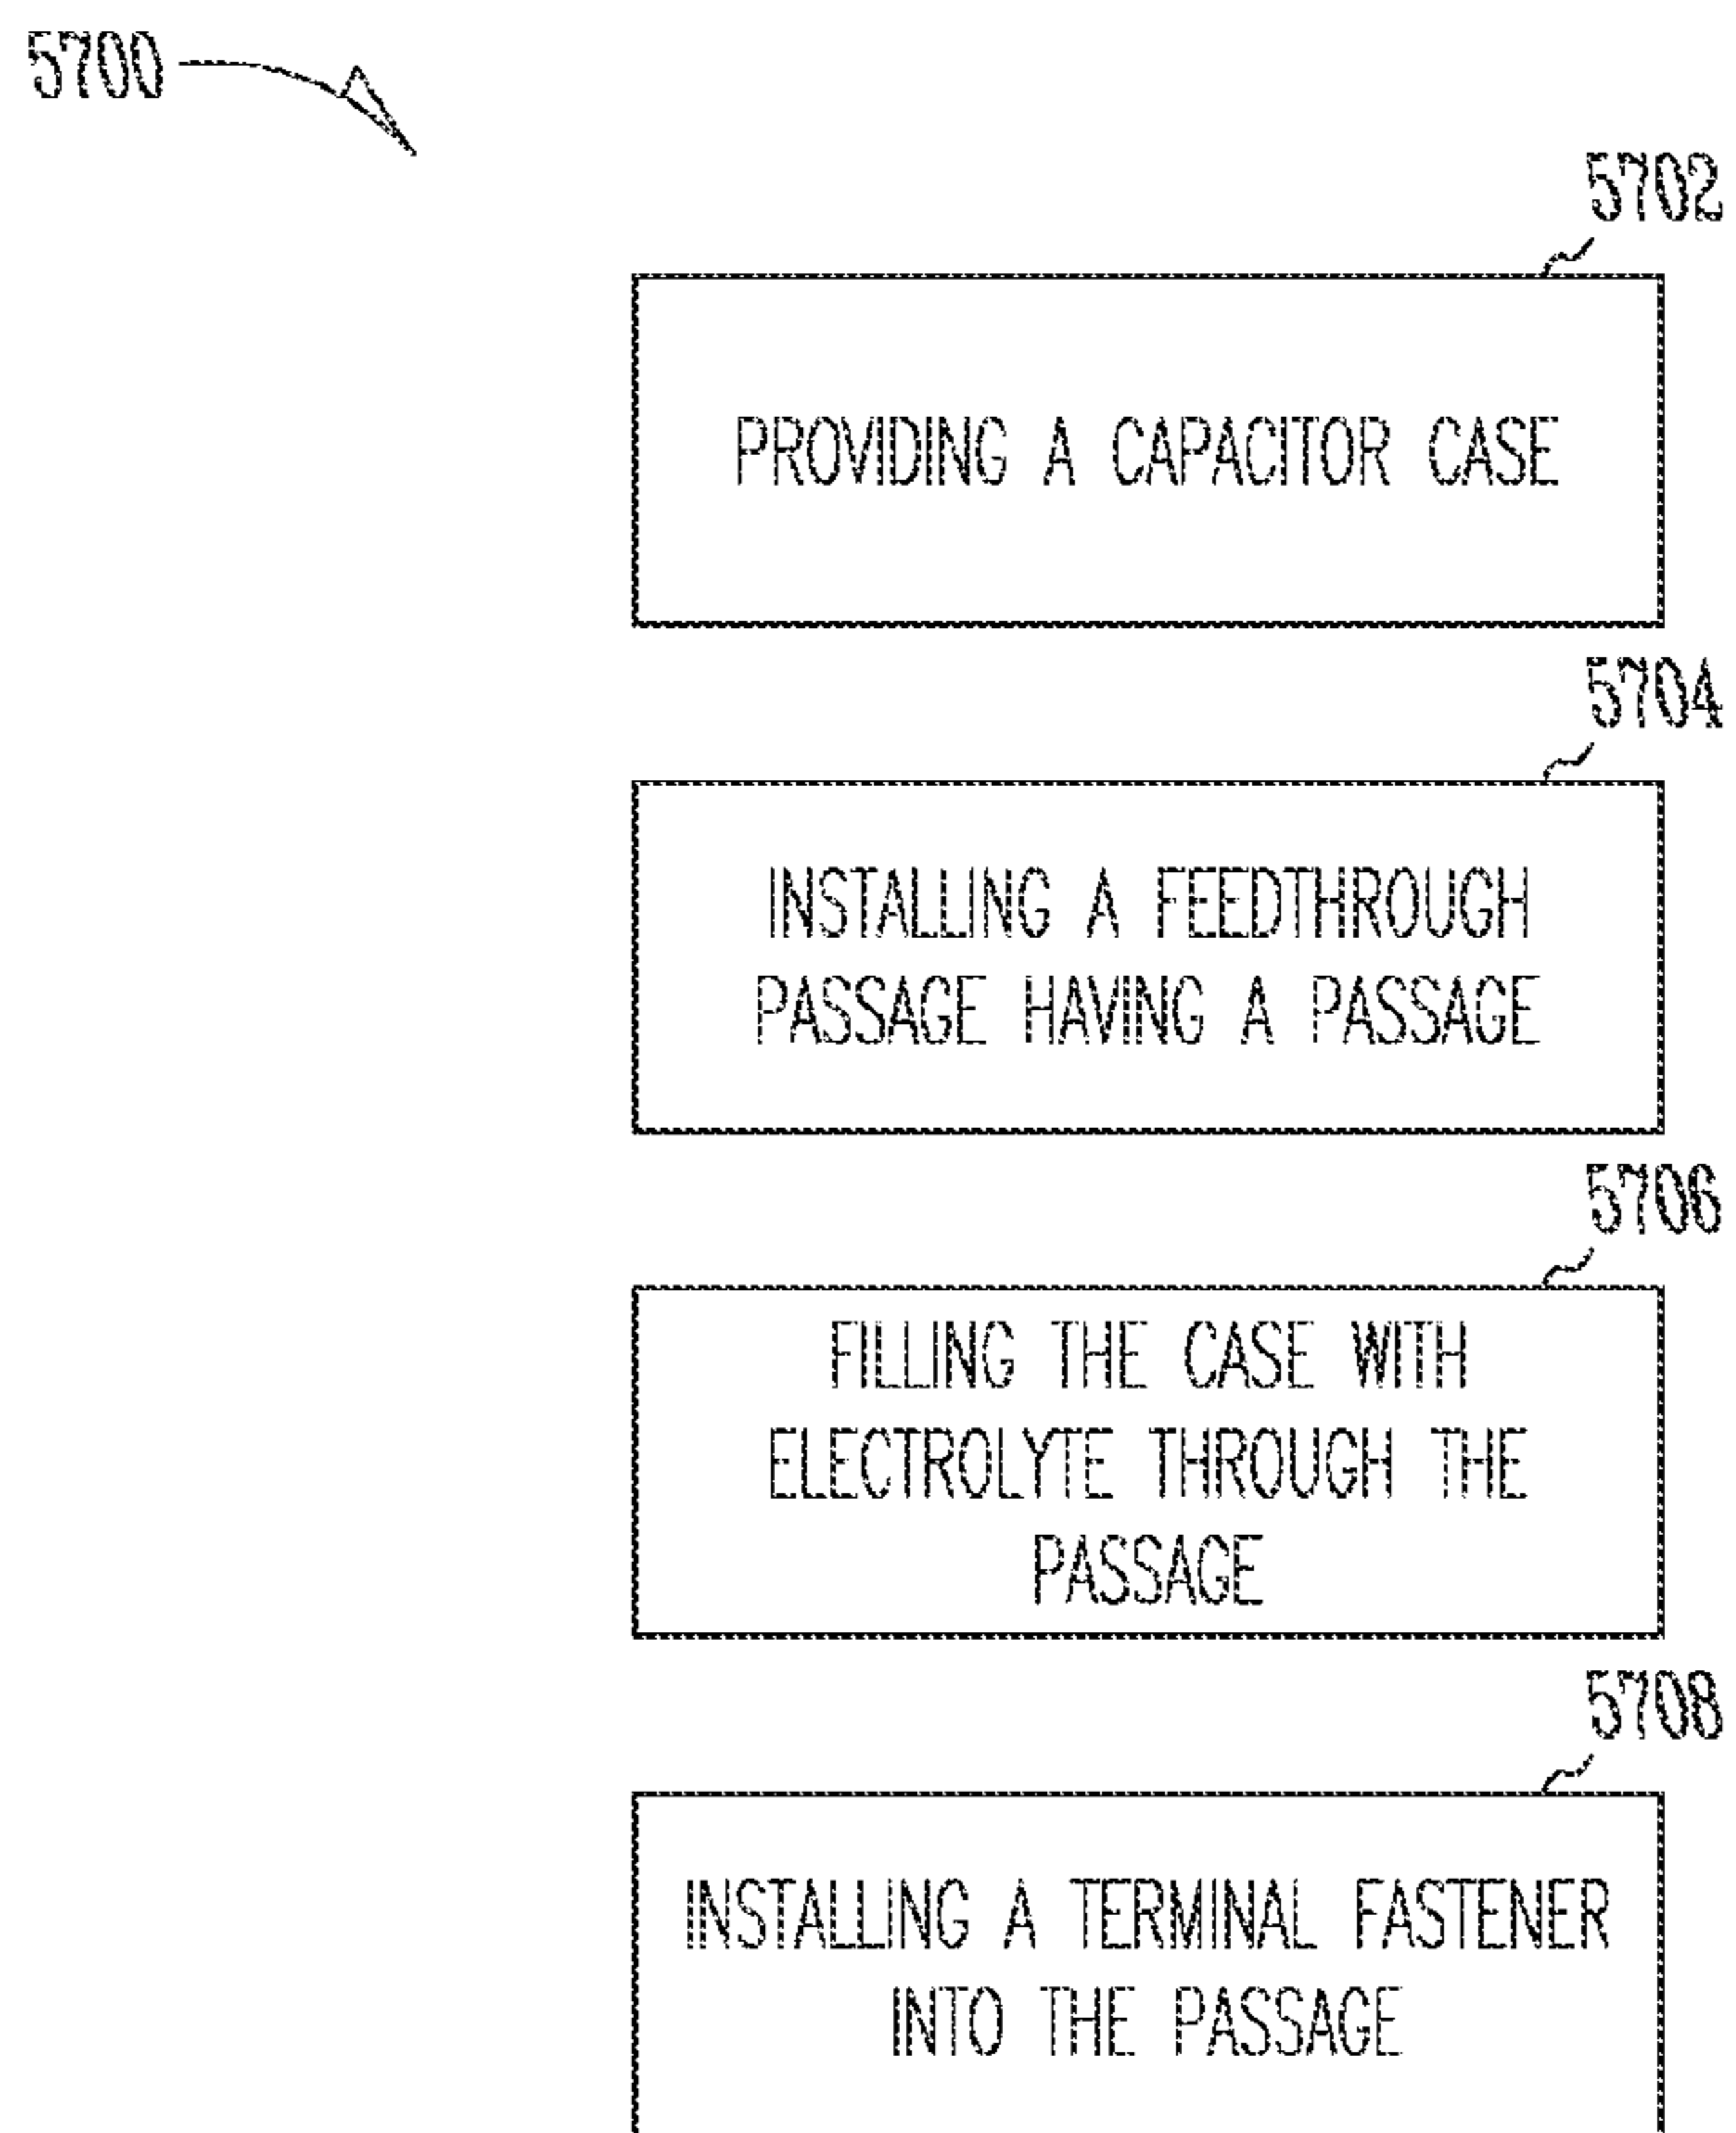 5700
5702
PROVIDING A CAPACITOR CASE
5704
INSTALLING A FEEDTHROUGH
PASSAGE HAVING A PASSAGE
5706
FILLING THE CASE WITH
ELECTROLYTE THROUGH THE
PASSAGE
5708
INSTALLING A TERMINAL FASTENER
INTO THE PASSAGE